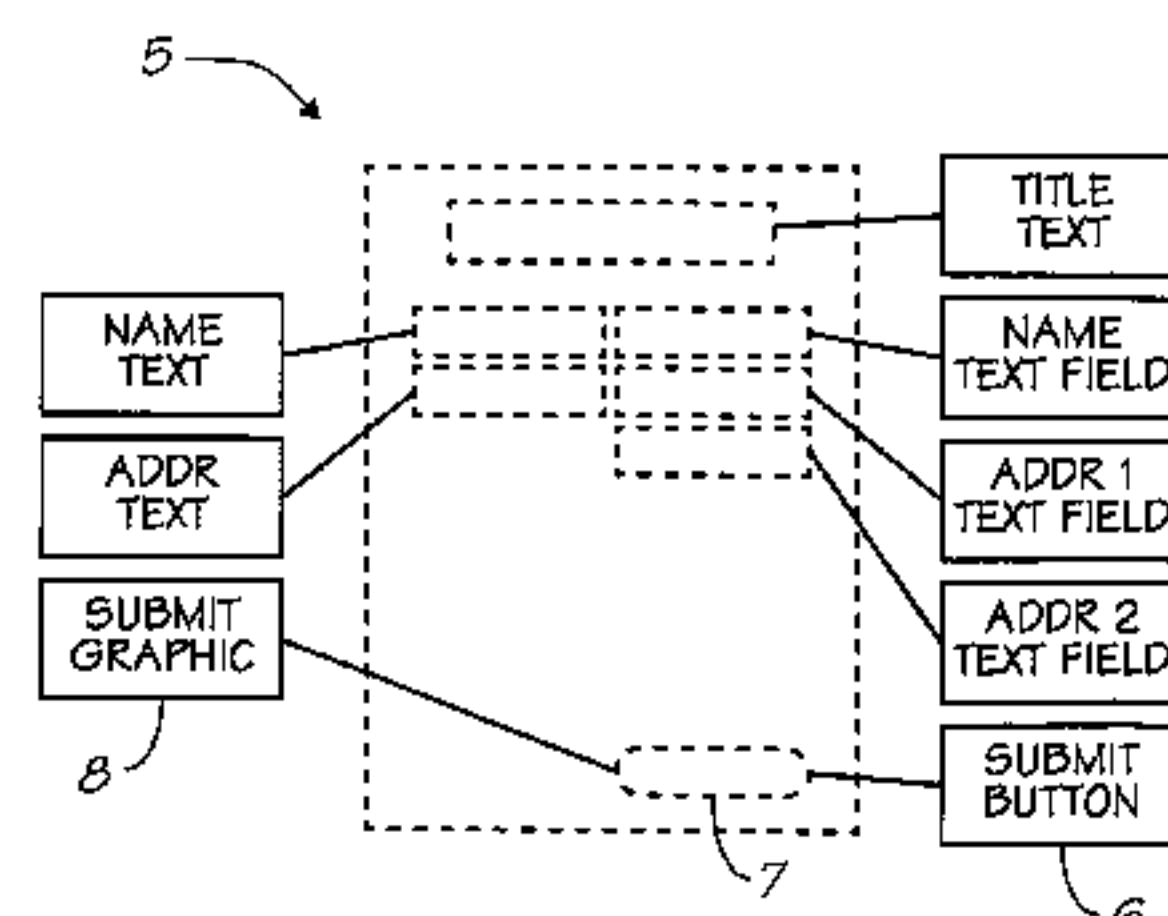 5
TITLE
TEXT
NAME
TEXT
NAME
TEXT FIELD
ADDR
TEXT
ADDR 1
TEXT FIELD
SUBMIT
GRAPHIC
ADDR 2
TEXT FIELD
8
SUBMIT
BUTTON
7
6